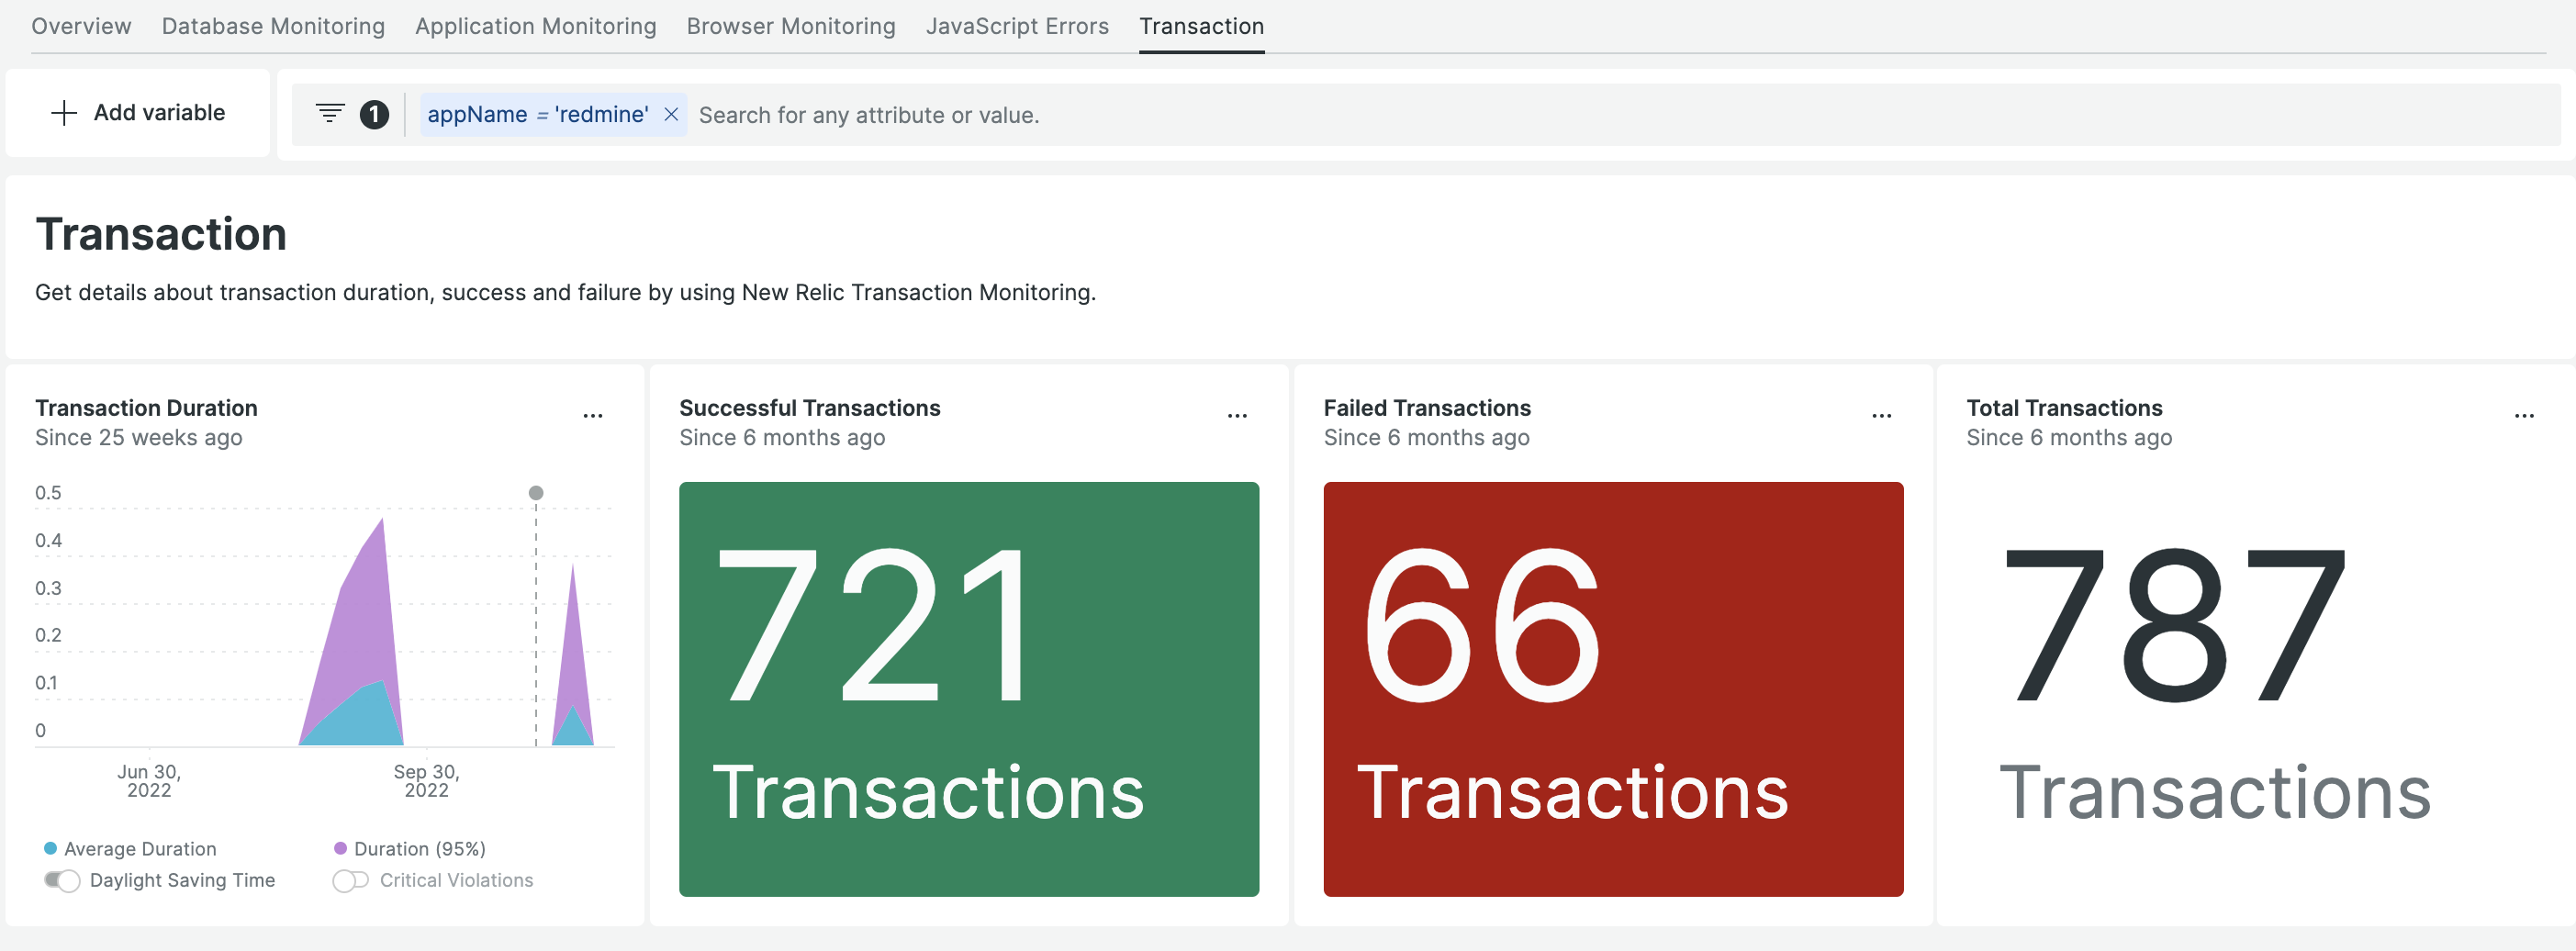 Overview Database Monitoring Application Monitoring Browser Monitoring JavaScript Errors Transaction
Add variable
1 appName = 'redmine' × Search for any attribute or value.
Transaction
Get details about transaction duration, success and failure by using New Relic Transaction Monitoring.
Transaction Duration
Since 25 weeks ago
0.5
0.4
0.3
0.2
0.1
0
Jun 30,
2022
Sep 30,
2022
Average Duration
Duration (95%)
Daylight Saving Time
Critical Violations
Successful Transactions
Since 6 months ago
721
Transactions
Failed Transactions
Since 6 months ago
66
Transactions
Total Transactions
Since 6 months ago
787
Transactions